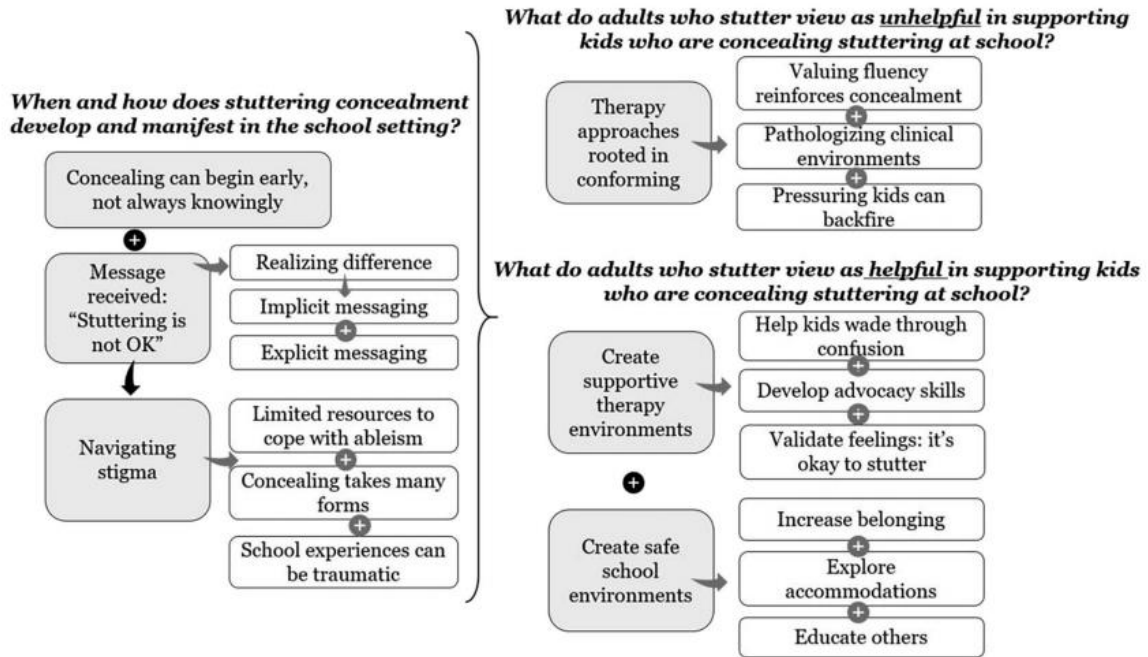 When and how does stuttering concealment
develop and manifest in the school setting?
Concealing can begin early,
not always knowingly
+
Message
received:
“Stuttering is
not OK”
Realizing difference
Implicit messaging
+
Explicit messaging
Navigating
stigma
Limited resources to
cope with ableism
+
Concealing takes many
forms
+
School experiences can
be traumatic
What do adults who stutter view as unhelpful in supporting
kids who are concealing stuttering at school?
Therapy
approaches
rooted in
conforming
Valuing fluency
reinforces concealment
+
Pathologizing clinical
environments
+
Pressuring kids can
backfire
What do adults who stutter view as helpful in supporting kids
who are concealing stuttering at school?
Create
supportive
therapy
environments
Help kids wade through
confusion
+
Develop advocacy skills
+
Validate feelings: it’s
okay to stutter
+
Create safe
school
environments
Increase belonging
+
Explore
accommodations
+
Educate others